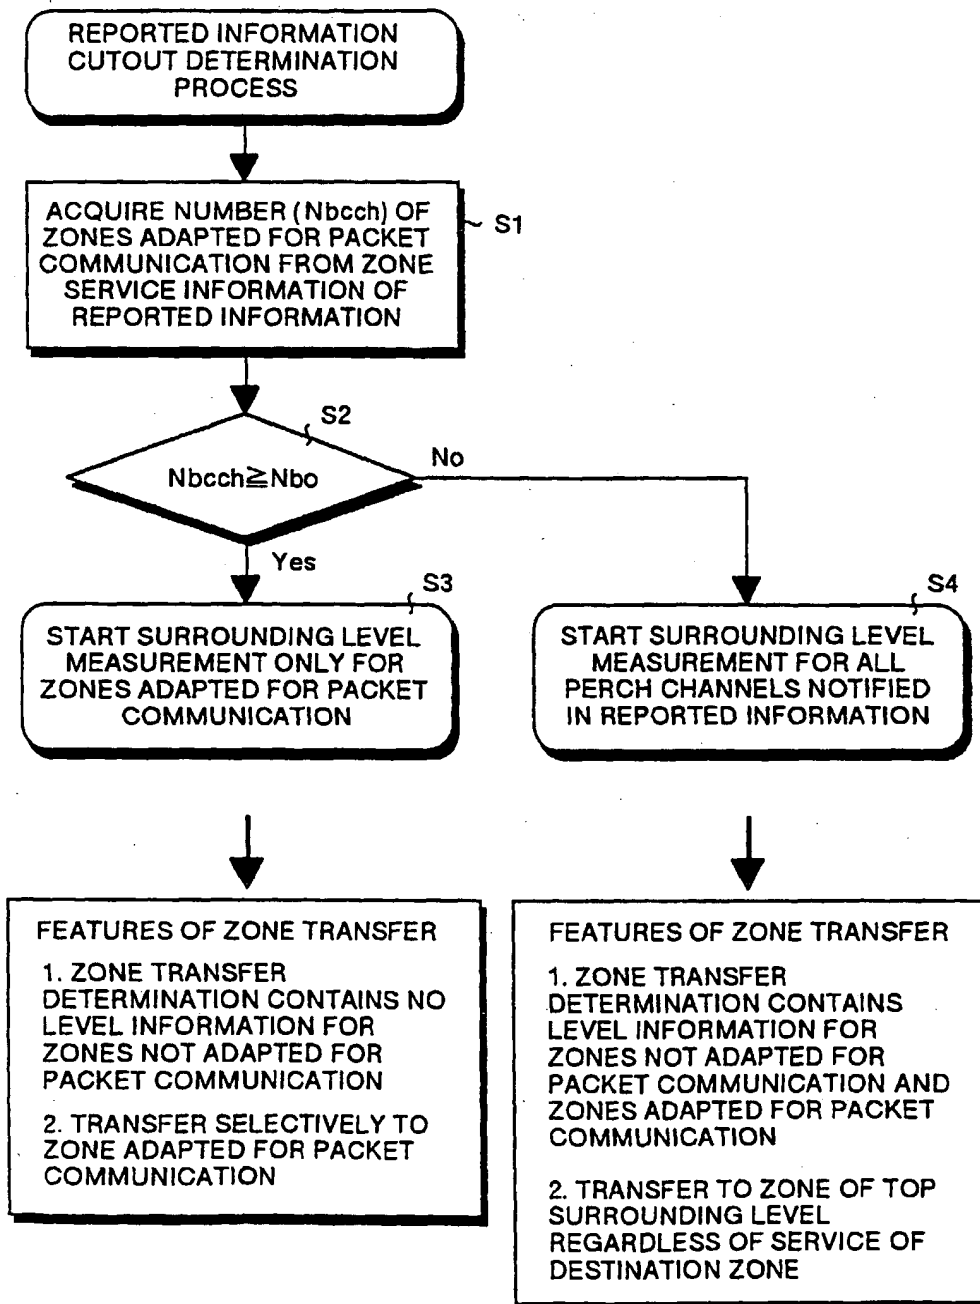 REPORTED INFORMATION
CUTOUT DETERMINATION
PROCESS
ACQUIRE NUMBER (Nbcch) OF
ZONES ADAPTED FOR PACKET
COMMUNICATION FROM ZONE
SERVICE INFORMATION OF
REPORTED INFORMATION
S1
S2
Nbcch≧Nbo
No
Yes
S3
START SURROUNDING LEVEL
MEASUREMENT ONLY FOR
ZONES ADAPTED FOR PACKET
COMMUNICATION
S4
START SURROUNDING LEVEL
MEASUREMENT FOR ALL
PERCH CHANNELS NOTIFIED
IN REPORTED INFORMATION
FEATURES OF ZONE TRANSFER
1. ZONE TRANSFER
DETERMINATION CONTAINS NO
LEVEL INFORMATION FOR
ZONES NOT ADAPTED FOR
PACKET COMMUNICATION
2. TRANSFER SELECTIVELY TO
ZONE ADAPTED FOR PACKET
COMMUNICATION
FEATURES OF ZONE TRANSFER
1. ZONE TRANSFER
DETERMINATION CONTAINS
LEVEL INFORMATION FOR
ZONES NOT ADAPTED FOR
PACKET COMMUNICATION AND
ZONES ADAPTED FOR PACKET
COMMUNICATION
2. TRANSFER TO ZONE OF TOP
SURROUNDING LEVEL
REGARDLESS OF SERVICE OF
DESTINATION ZONE